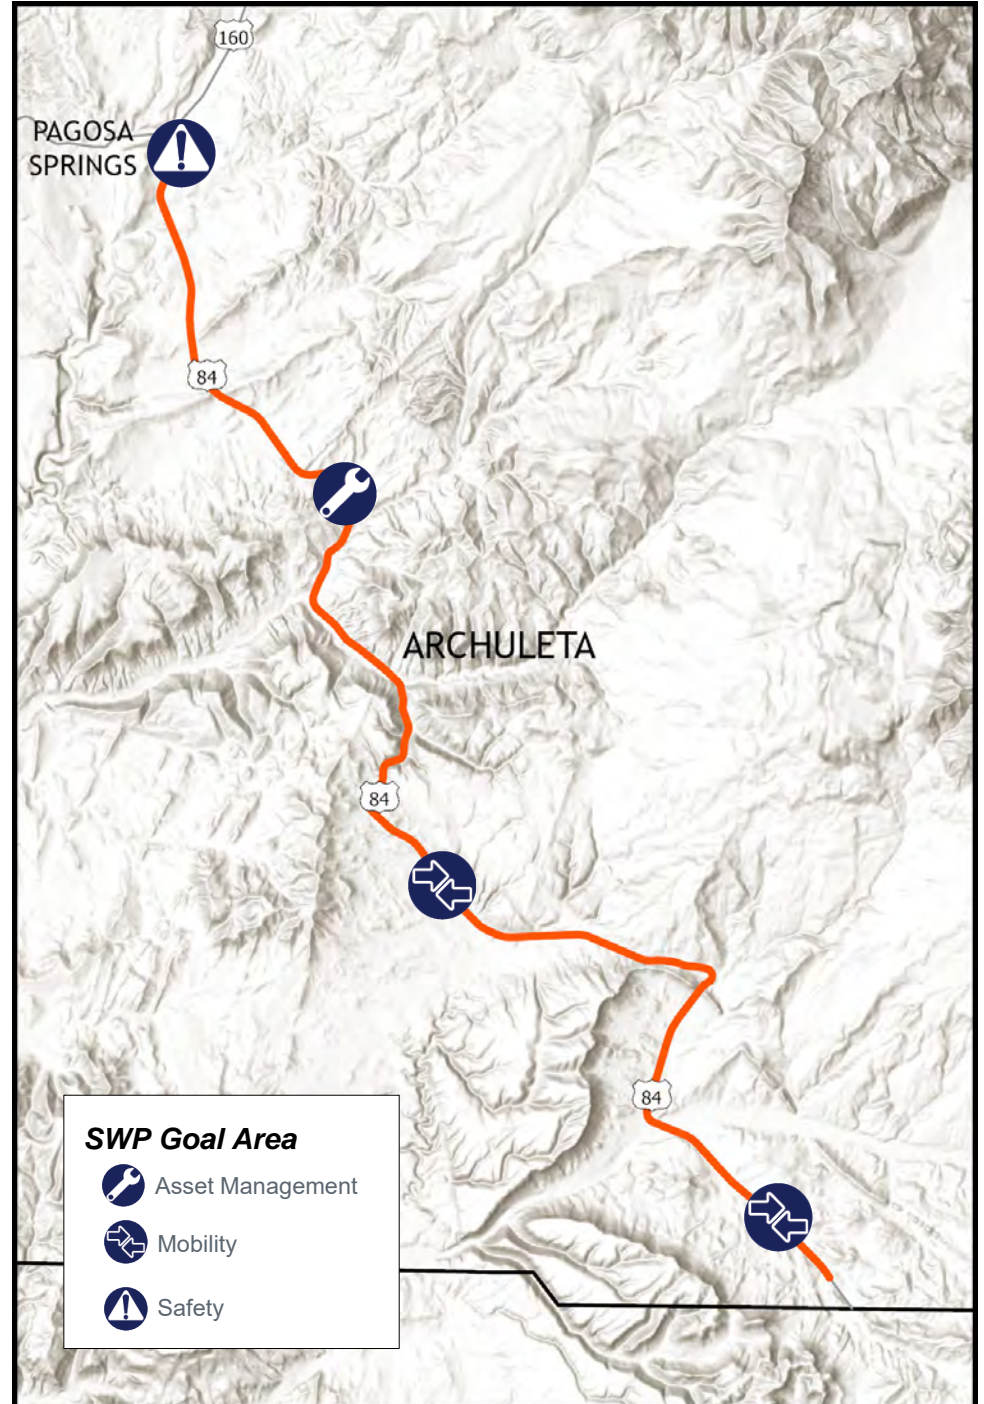 160
PAGOSA
SPRINGS
84
ARCHULETA
84
84
SWP Goal Area
Asset Management
Mobility
Safety